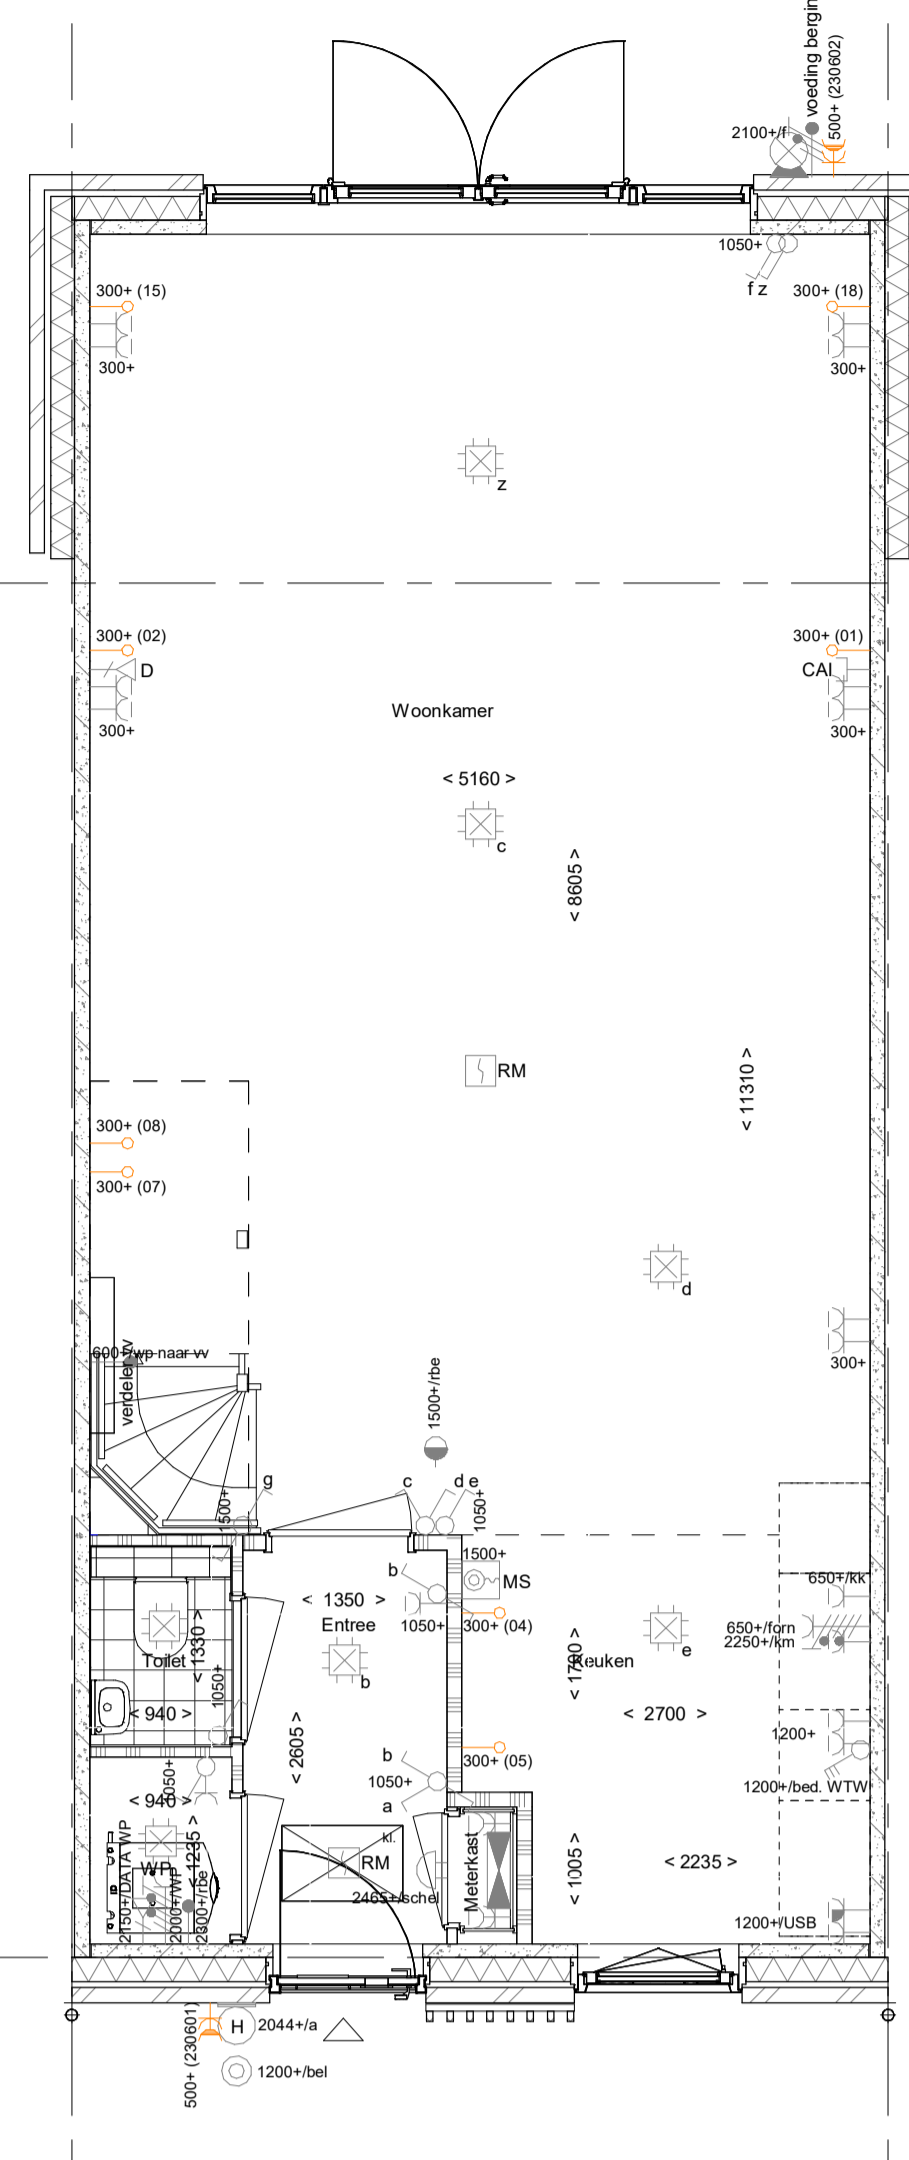 voeding bergin
500+ (230602)
2100+/f
1050+
f z
300+ (15)
300+ (18)
300+
300+
z
300+ (02)
300+ (01)
D
CAI
300+
300+
Woonkamer
< 5160 >
c
< 8605 >
RM
< 11310 >
300+ (08)
300+ (07)
d
300+
600+/wp naar vv
verdeler vv
1500+/rbe
g
c
d e
1500+
1050+
1500+
MS
b
650+/kk
< 1350 >
Entree
1050+
300+ (04)
650+/forn
2250+/km
< 1330 >
Toilet
b
e
Keuken
< 1790 >
1050+
< 940 >
< 2700 >
1200+
< 2605 >
b
300+ (05)
1050+
1050+
a
1200+/bed. WTW
< 940 >
kl.
< 1235 >
WP
RM
Meterkast
< 1005 >
< 2235 >
2465+/schel
2150+/DATA WP
2000+/WP
2300+/rbe
1200+/USB
500+ (230601)
H
2044+/a
1200+/bel